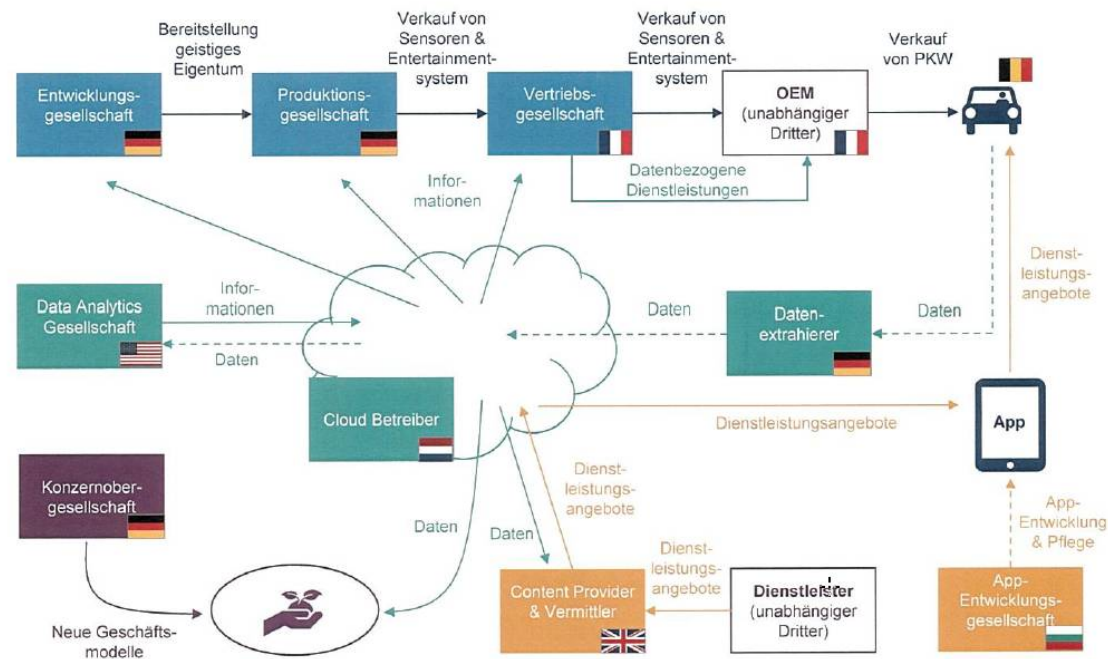 Bereitstellung
geistiges
Eigentum
Verkauf von
Sensoren &
Entertainment-
system
Verkauf von
Sensoren &
Entertainment-
system
Verkauf
von PKW
Entwicklungs-
gesellschaft
Produktions-
gesellschaft
Vertriebs-
gesellschaft
OEM
(unabhängiger
Dritter)
Infor-
mationen
Datenbezogene
Dienstleistungen
Dienst-
leistungs-
angebote
Data Analytics
Gesellschaft
Infor-
mationen
Daten
Daten
Daten-
extrahierer
Daten
Cloud Betreiber
Dienstleistungsangebote
App
Konzernober-
gesellschaft
Dienst-
leistungs-
angebote
Daten
Daten
Dienst-
leistungs-
angebote
App-
Entwicklung
& Pflege
Content Provider
& Vermittler
Dienstleister
(unabhängiger
Dritter)
App-
Entwicklungs-
gesellschaft
Neue Geschäfts-
modelle